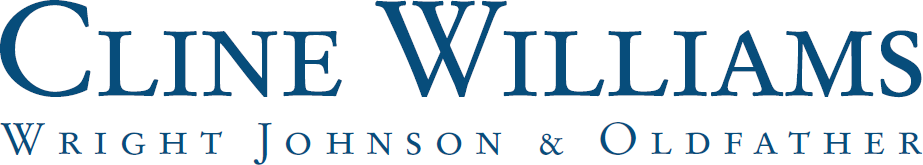 CLINE WILLIAMS
WRIGHT JOHNSON & OLDFATHER